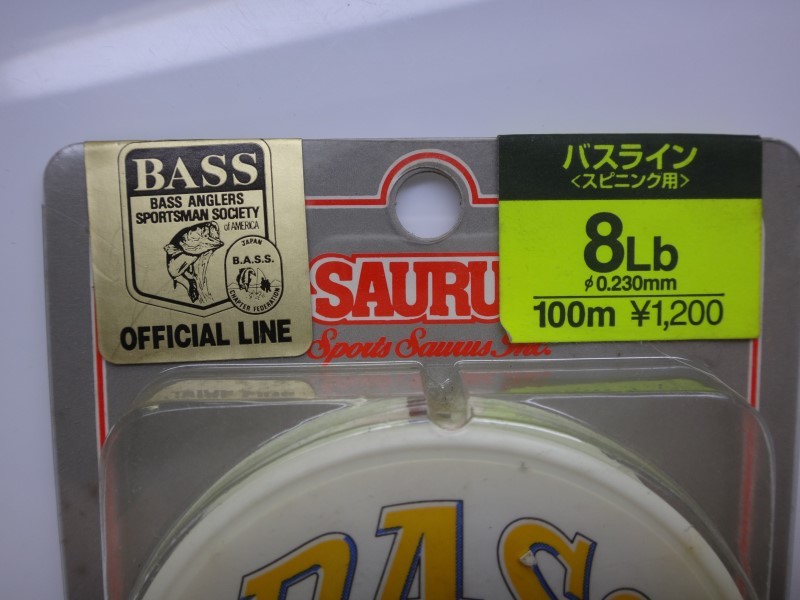 BASS
BASS ANGLERS
SPORTSMAN SOCIETY
of AMERICA
JAPAN
B.A.S.S.
CHAPTER FEDERATION
OFFICIAL LINE
SAURU
Sports Saurus Inc.
バスライン
<スピニング用>
8Lb
φ0.230mm
100m ¥1,200
BAS